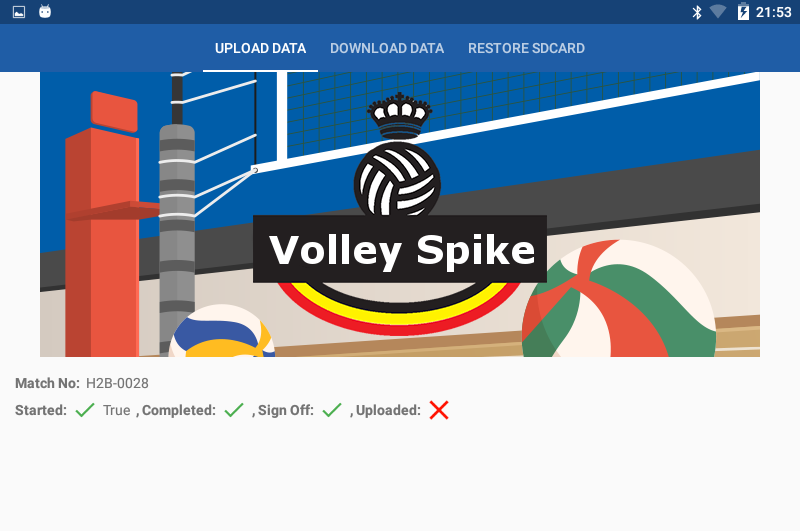 21:53
UPLOAD DATA DOWNLOAD DATA RESTORE SDCARD
Volley Spike
Match No: H2B-0028
Started: True , Completed: , Sign Off: , Uploaded: